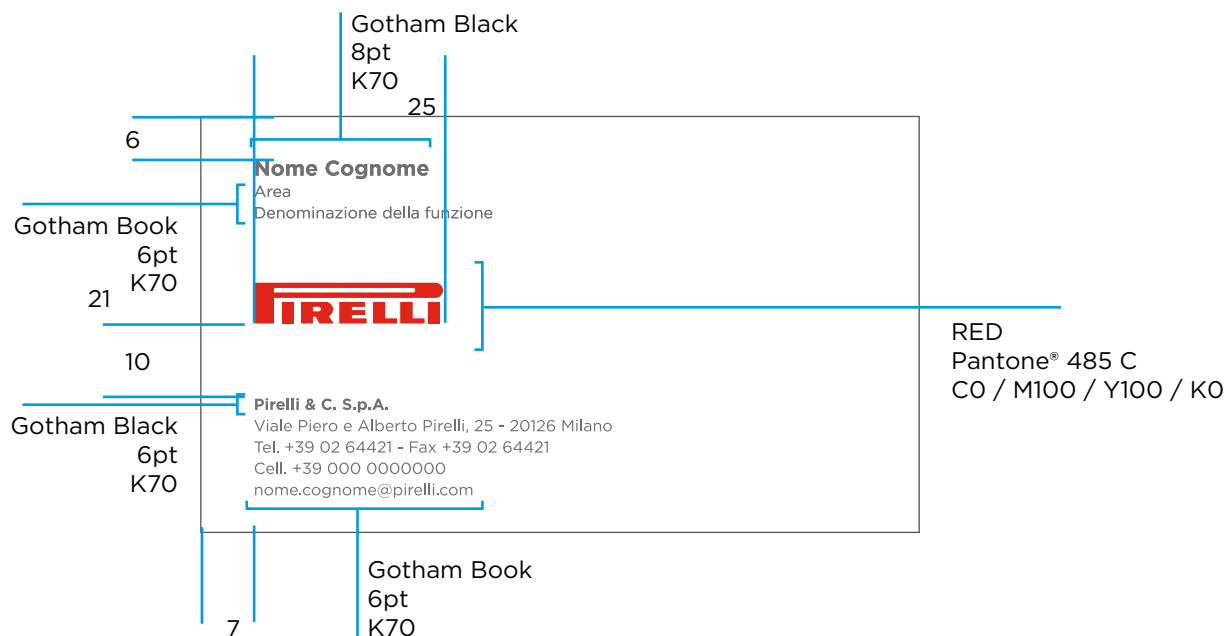 Gotham Black
8pt
K70
25
6
Nome Cognome
Area
Denominazione della funzione
Gotham Book
6pt
K70
21
PIRELLI
RED
Pantone® 485 C
C0 / M100 / Y100 / K0
10
Pirelli & C. S.p.A.
Viale Piero e Alberto Pirelli, 25 - 20126 Milano
Tel. +39 02 64421 - Fax +39 02 64421
Cell. +39 000 0000000
nome.cognome@pirelli.com
Gotham Black
6pt
K70
Gotham Book
6pt
K70
7